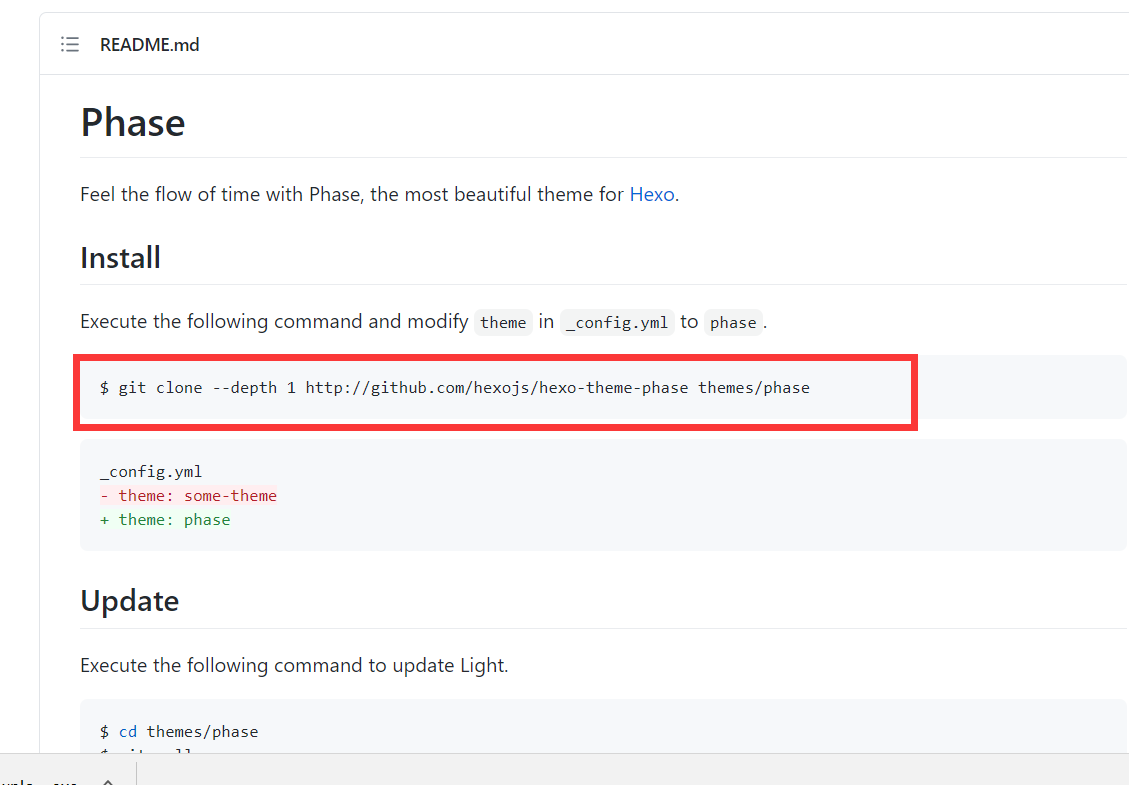 README.md
Phase
Feel the flow of time with Phase, the most beautiful theme for Hexo.
Install
Execute the following command and modify theme in _config.yml to phase.
$ git clone --depth 1 http://github.com/hexojs/hexo-theme-phase themes/phase
_config.yml
- theme: some-theme
+ theme: phase
Update
Execute the following command to update Light.
$ cd themes/phase